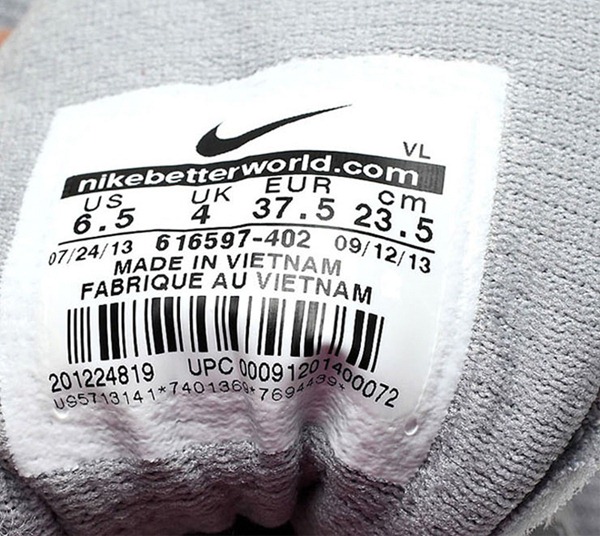 VL
nikebetterworld.com
US UK EUR cm
6.5 4 37.5 23.5
07/24/13 616597-402 09/12/13
MADE IN VIETNAM
FABRIQUE AU VIETNAM
201224819 UPC 00091201400072
US5713141*7401369*7694439*